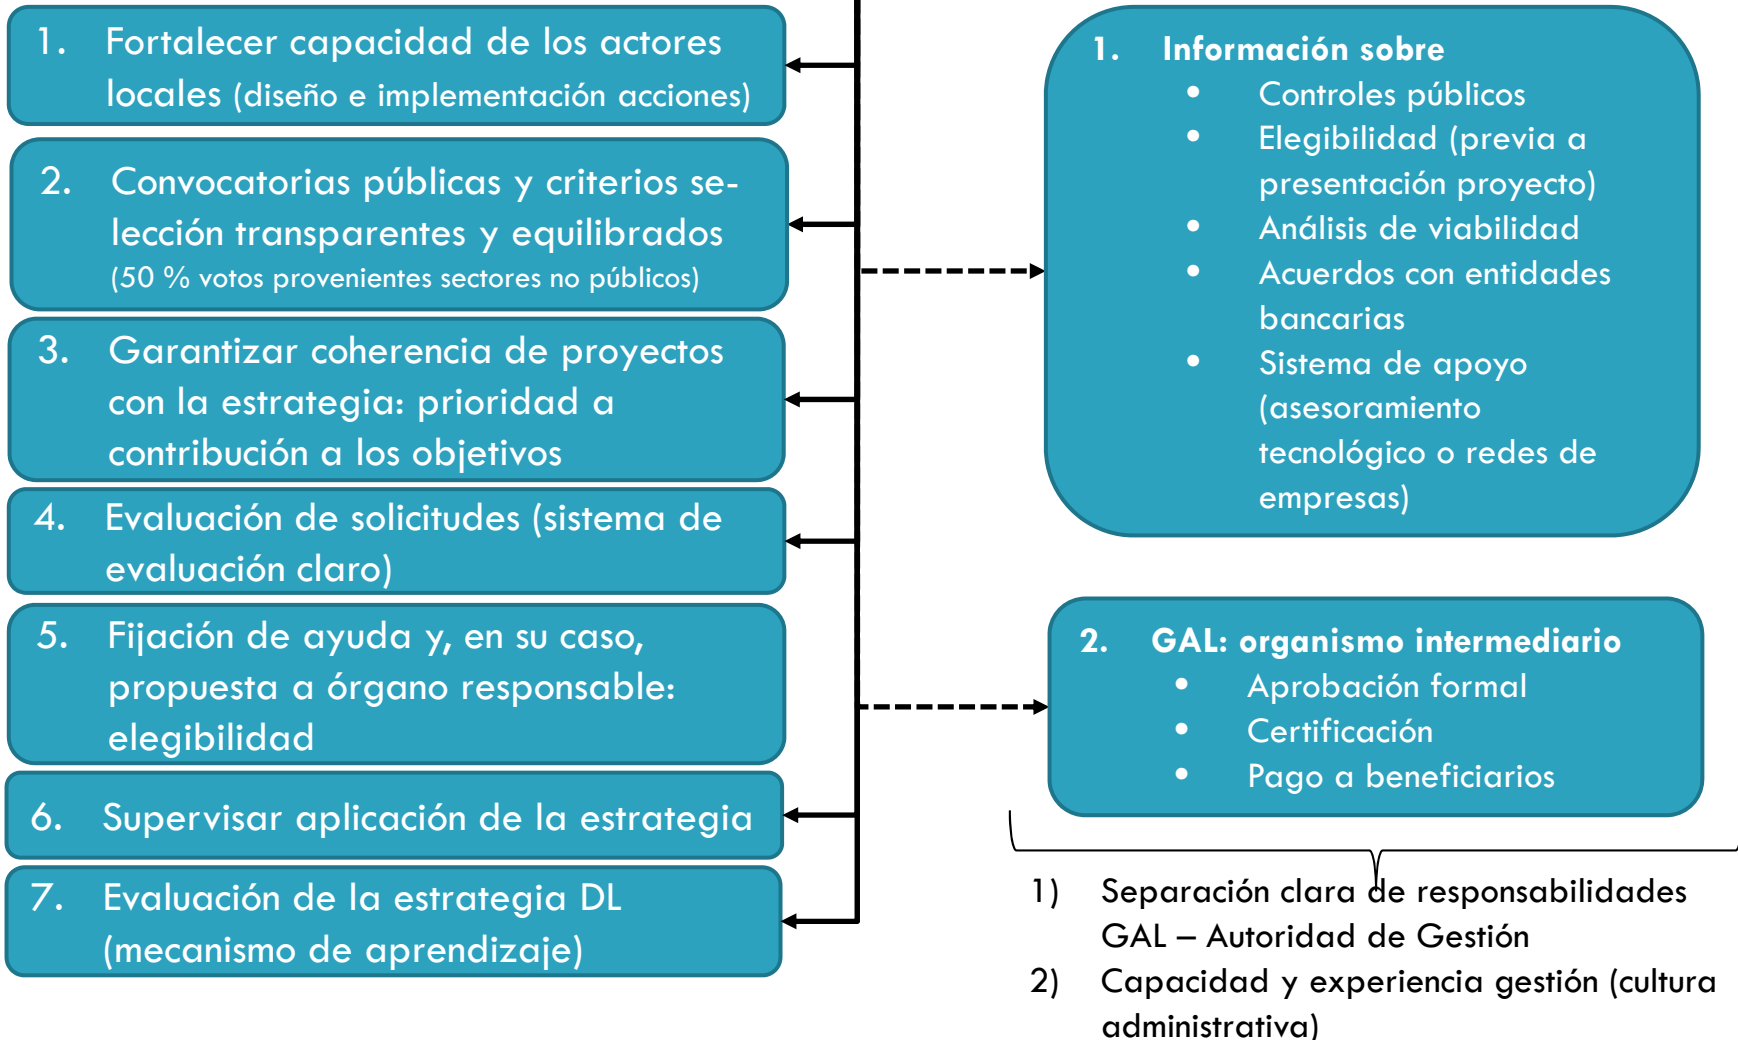 1. Fortalecer capacidad de los actores
locales (diseño e implementación acciones)
2. Convocatorias públicas y criterios se-
lección transparentes y equilibrados
(50 % votos provenientes sectores no públicos)
3. Garantizar coherencia de proyectos
con la estrategia: prioridad a
contribución a los objetivos
4. Evaluación de solicitudes (sistema de
evaluación claro)
5. Fijación de ayuda y, en su caso,
propuesta a órgano responsable:
elegibilidad
6. Supervisar aplicación de la estrategia
7. Evaluación de la estrategia DL
(mecanismo de aprendizaje)
1. Información sobre
• Controles públicos
• Elegibilidad (previa a
presentación proyecto)
• Análisis de viabilidad
• Acuerdos con entidades
bancarias
• Sistema de apoyo
(asesoramiento
tecnológico o redes de
empresas)
2. GAL: organismo intermediario
• Aprobación formal
• Certificación
• Pago a beneficiarios
1) Separación clara de responsabilidades
GAL – Autoridad de Gestión
2) Capacidad y experiencia gestión (cultura
administrativa)